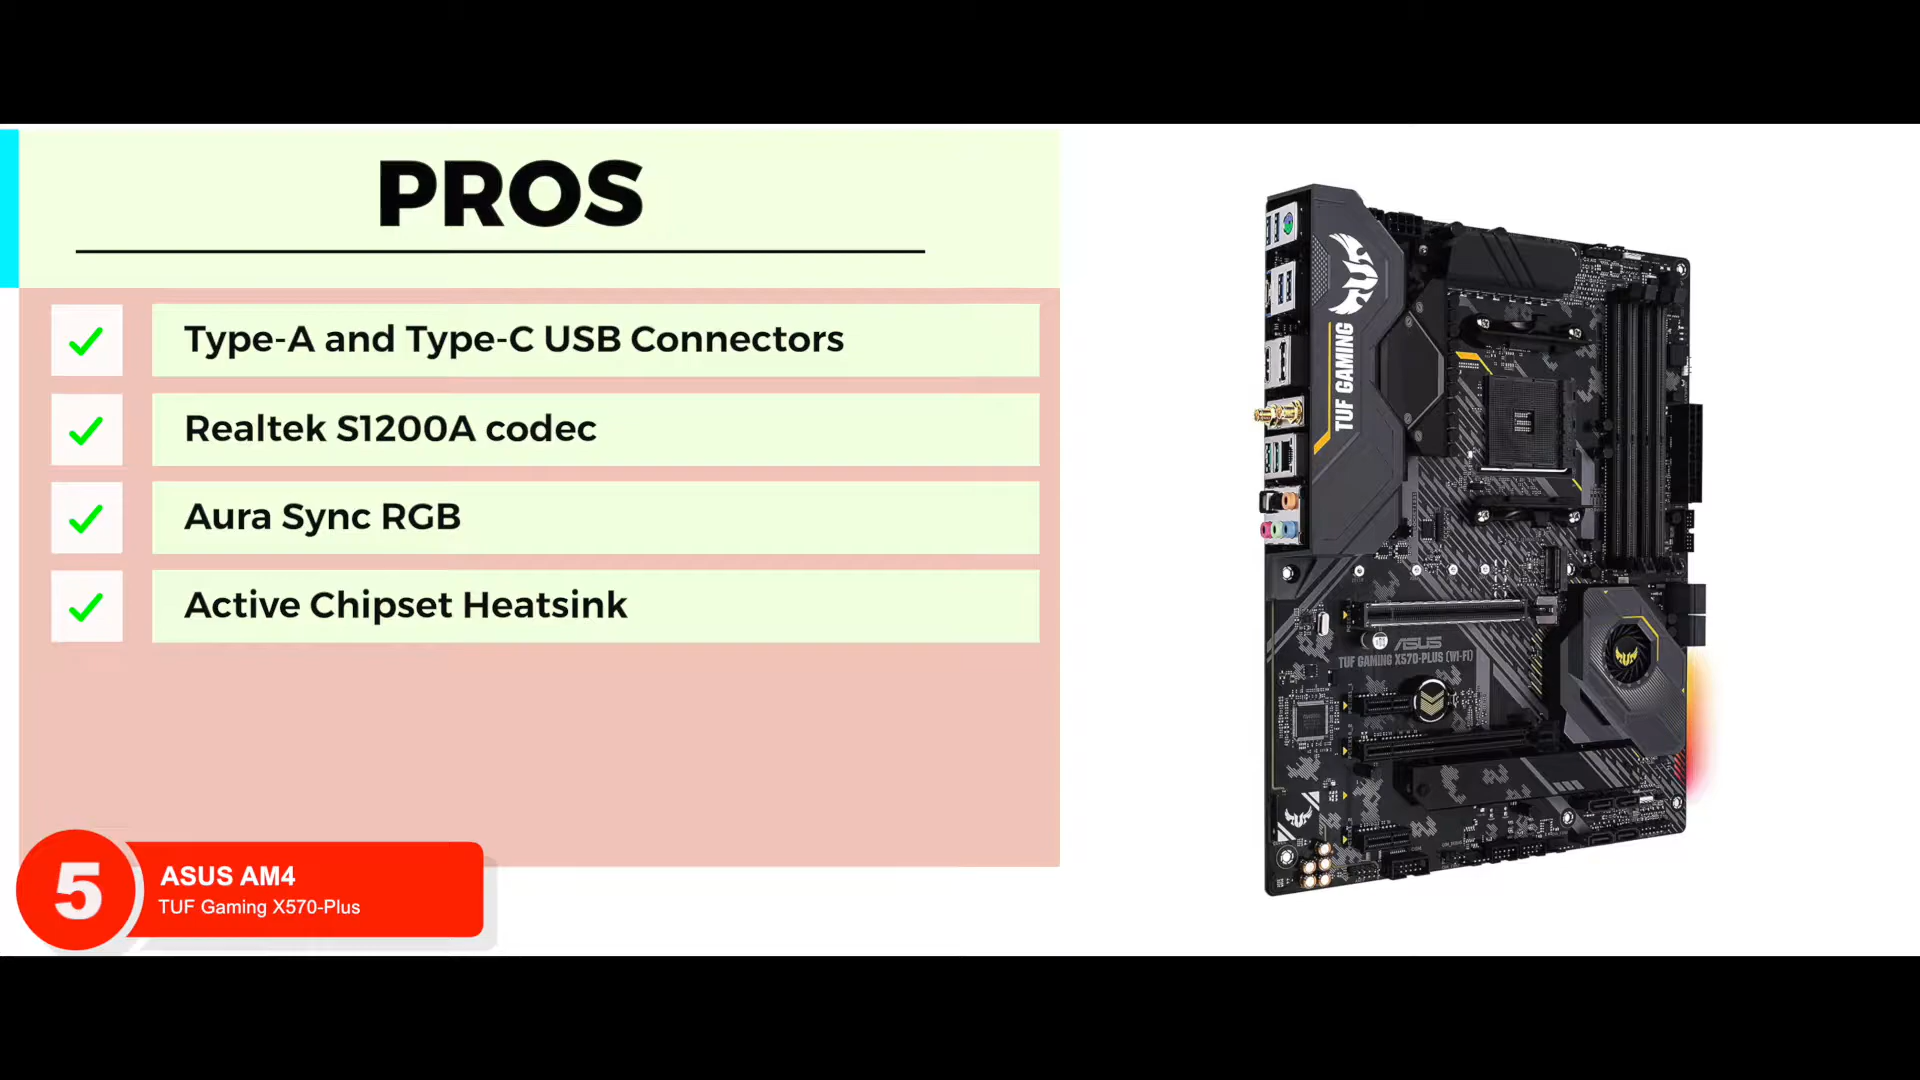 PROS
Type-A and Type-C USB Connectors
Realtek S1200A codec
Aura Sync RGB
Active Chipset Heatsink
5
ASUS AM4
TUF Gaming X570-Plus
TUF GAMING
ASUS
TUF GAMING X570-PLUS (WI-FI)